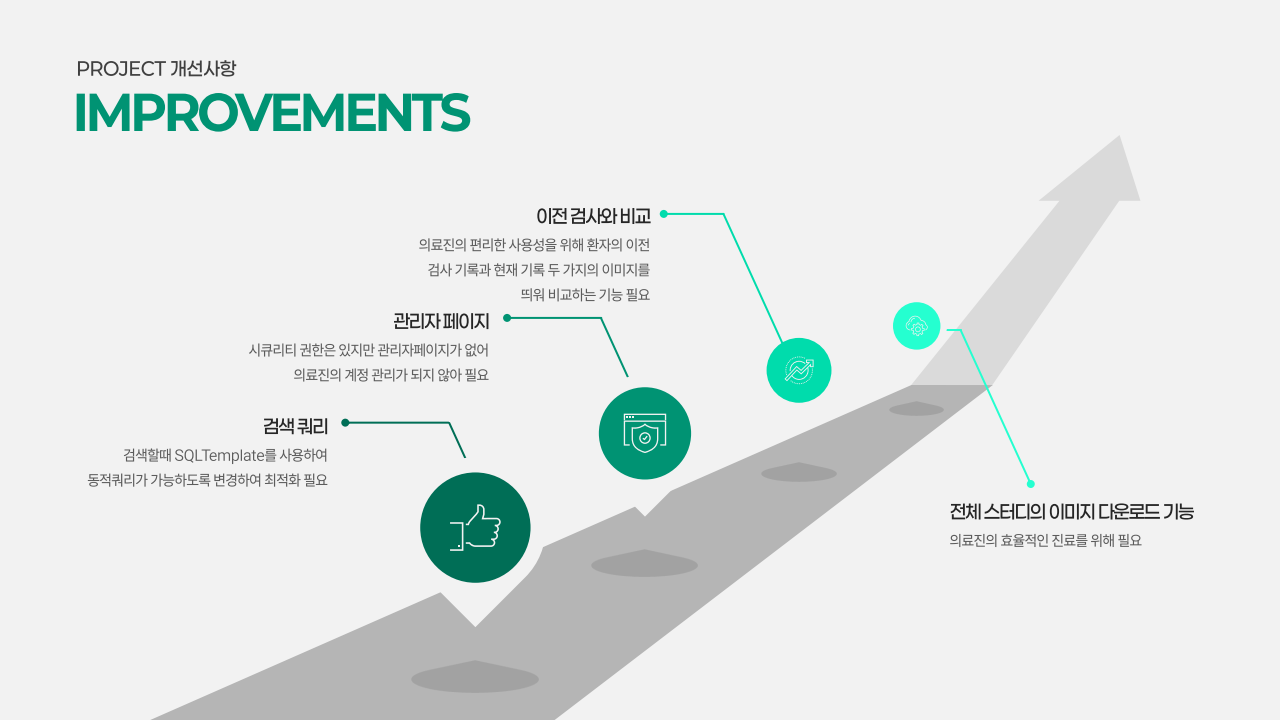 PROJECT 개선사항
IMPROVEMENTS
이전 검사와 비교
의료진의 편리한 사용성을 위해 환자의 이전
검사 기록과 현재 기록 두 가지의 이미지를
띄워 비교하는 기능 필요
관리자 페이지
시큐리티 권한은 있지만 관리자페이지가 없어
의료진의 계정 관리가 되지 않아 필요
검색 쿼리
검색할때 SQLTemplate를 사용하여
동적쿼리가 가능하도록 변경하여 최적화 필요
전체 스터디의 이미지 다운로드 기능
의료진의 효율적인 진료를 위해 필요